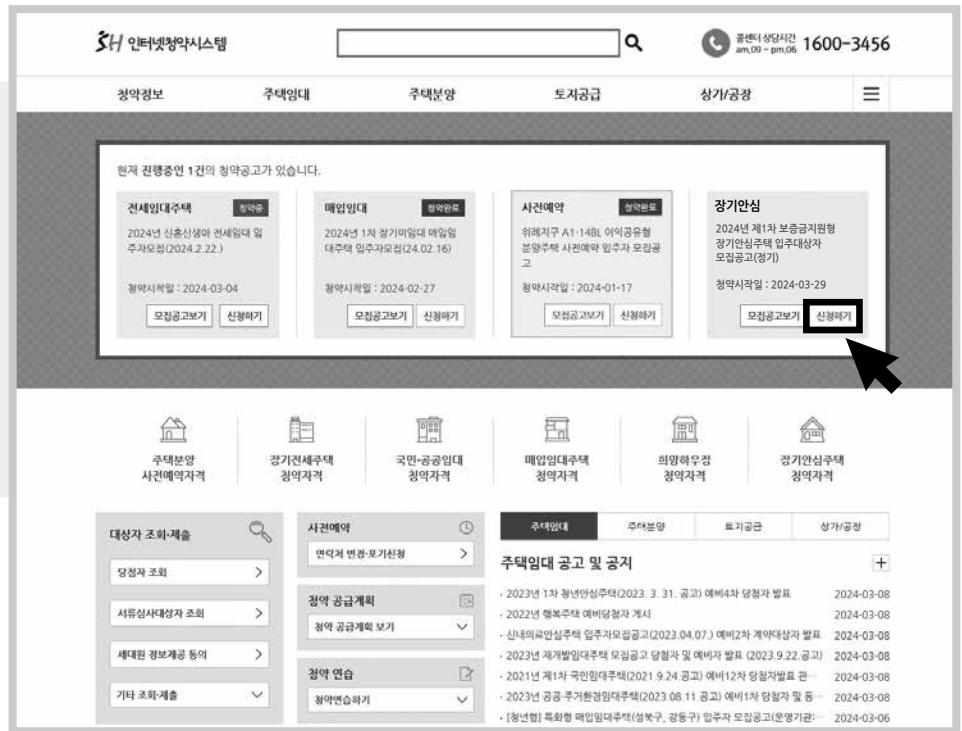 SH 인터넷청약시스템
콜센터 상담시간
am.09 ~ pm.06 1600-3456
청약정보 주택임대 주택분양 토지공급 상가/공장
현재 진행중인 1건의 청약공고가 있습니다.
전세임대주택 청약중
2024년 신혼신생아 전세임대 입
주자모집(2024.2.22.)
청약시작일 : 2024-03-04
모집공고보기 신청하기
매입임대 청약완료
2024년 1차 장기미임대 매입임
대주택 입주자모집(24.02.16)
청약시작일 : 2024-02-27
모집공고보기 신청하기
사전예약 청약완료
위례지구 A1-14BL 이익공유형
분양주택 사전예약 입주자 모집공
고
청약시작일 : 2024-01-17
모집공고보기 신청하기
장기안심
2024년 제1차 보증금지원형
장기안심주택 입주대상자
모집공고(정기)
청약시작일 : 2024-03-29
모집공고보기 신청하기
주택분양
사전예약자격
장기전세주택
청약자격
국민·공공임대
청약자격
매입임대주택
청약자격
희망하우징
청약자격
장기안심주택
청약자격
대상자 조회·제출
당첨자 조회
서류심사대상자 조회
세대원 정보제공 동의
기타 조회·제출
사전예약
연락처 변경·포기신청
청약 공급계획
청약 공급계획 보기
청약 연습
청약연습하기
주택임대 주택분양 토지공급 상가/공장
주택임대 공고 및 공지
· 2023년 1차 청년안심주택(2023. 3. 31. 공고) 예비4차 당첨자 발표 2024-03-08
· 2022년 행복주택 예비당첨자 게시 2024-03-08
· 신내의료안심주택 입주자모집공고(2023.04.07.) 예비2차 계약대상자 발표 2024-03-08
· 2023년 재개발임대주택 모집공고 당첨자 및 예비자 발표 (2023.9.22.공고) 2024-03-08
· 2021년 제1차 국민임대주택(2021.9.24 공고) 예비12차 당첨자발표 관… 2024-03-08
· 2023년 공공·주거환경임대주택(2023.08.11.공고) 예비1차 당첨자 및 동… 2024-03-08
· [청년형] 특화형 매입임대주택(성북구, 강동구) 입주자 모집공고(운영기관:… 2024-03-06